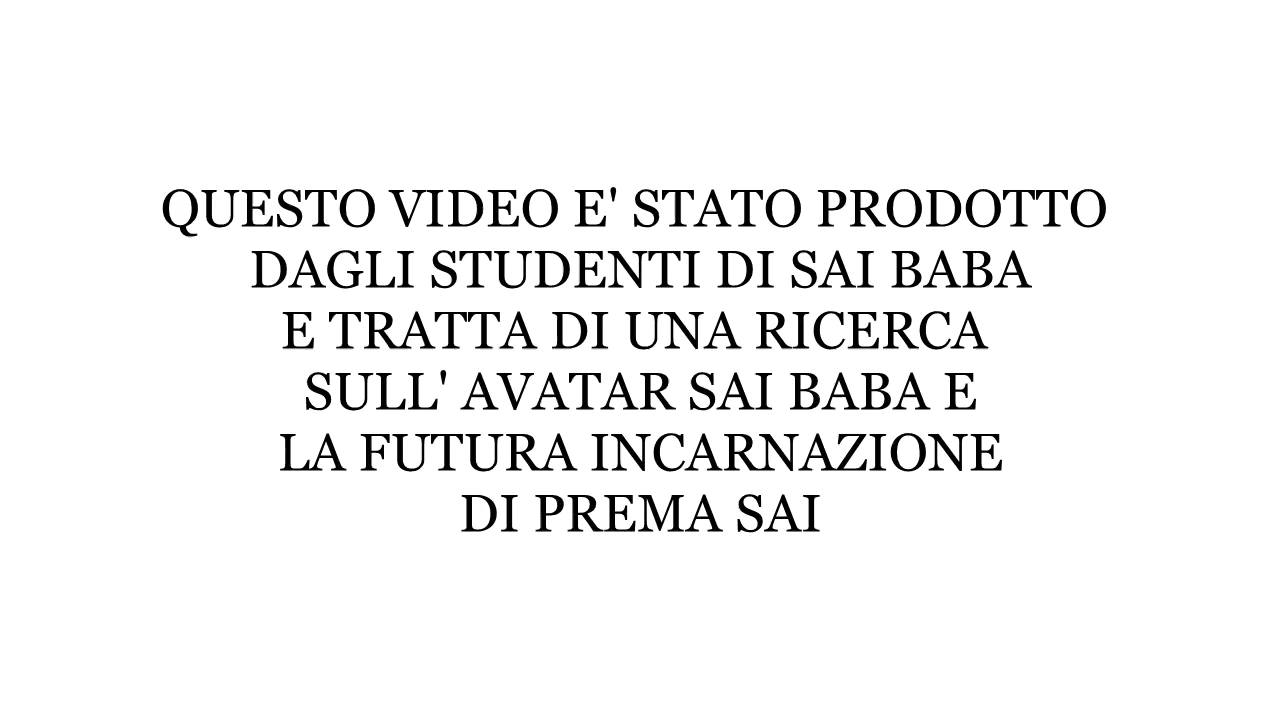 QUESTO VIDEO E' STATO PRODOTTO
DAGLI STUDENTI DI SAI BABA
E TRATTA DI UNA RICERCA
SULL' AVATAR SAI BABA E
LA FUTURA INCARNAZIONE
DI PREMA SAI